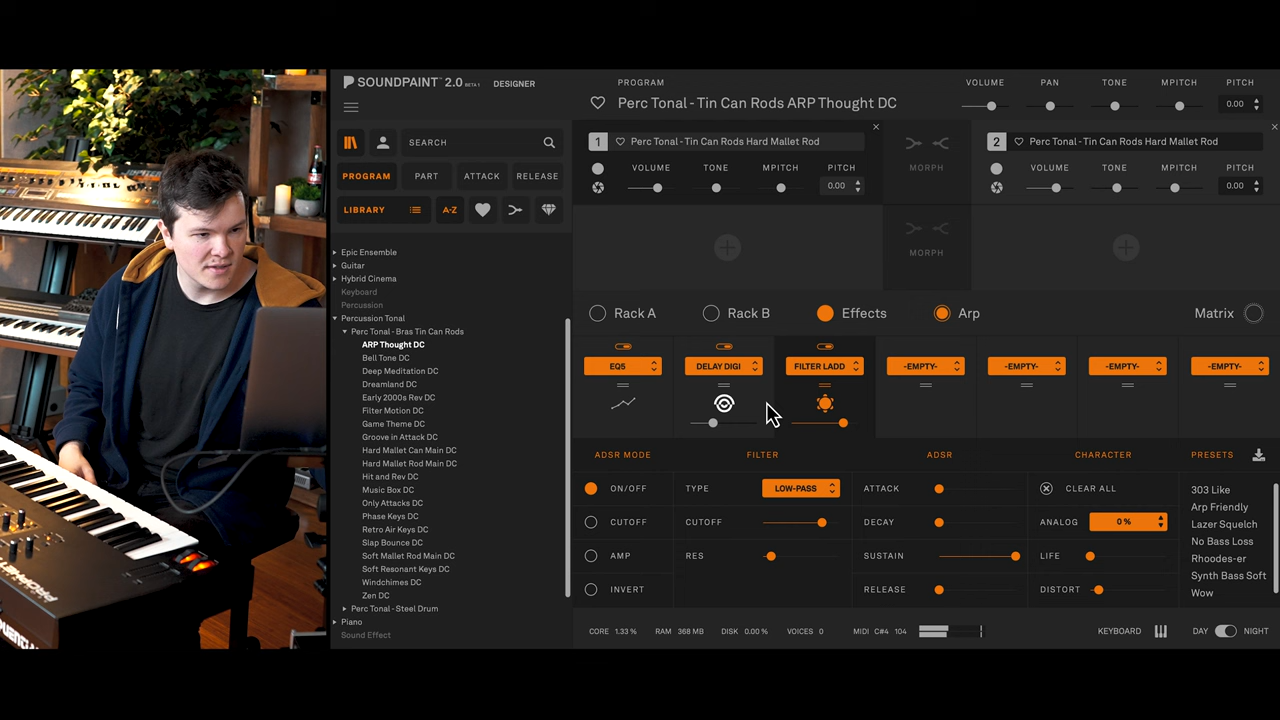 SOUNDPAINT 2.0 BETA 1 DESIGNER
PROGRAM
Perc Tonal - Tin Can Rods ARP Thought DC
VOLUME PAN TONE MPITCH PITCH
0.00
SEARCH
PROGRAM PART ATTACK RELEASE
LIBRARY A-Z
Epic Ensemble
Guitar
Hybrid Cinema
Keyboard
Percussion
Percussion Tonal
Perc Tonal - Bras Tin Can Rods
ARP Thought DC
Bell Tone DC
Deep Meditation DC
Dreamland DC
Early 2000s Rev DC
Filter Motion DC
Game Theme DC
Groove in Attack DC
Hard Mallet Can Main DC
Hard Mallet Rod Main DC
Hit and Rev DC
Music Box DC
Only Attacks DC
Phase Keys DC
Retro Air Keys DC
Slap Bounce DC
Soft Mallet Rod Main DC
Soft Resonant Keys DC
Windchimes DC
Zen DC
Perc Tonal - Steel Drum
Piano
Sound Effect
1 Perc Tonal - Tin Can Rods Hard Mallet Rod
VOLUME TONE MPITCH PITCH
0.00
MORPH
2 Perc Tonal - Tin Can Rods Hard Mallet Rod
VOLUME TONE MPITCH PITCH
0.00
MORPH
Rack A Rack B Effects Arp Matrix
EQ5 DELAY DIGI FILTER LADD -EMPTY- -EMPTY- -EMPTY- -EMPTY-
ADSR MODE FILTER ADSR CHARACTER PRESETS
ON/OFF TYPE LOW-PASS ATTACK CLEAR ALL
CUTOFF CUTOFF DECAY ANALOG 0 %
AMP RES SUSTAIN LIFE
INVERT RELEASE DISTORT
303 Like
Arp Friendly
Lazer Squelch
No Bass Loss
Rhoodes-er
Synth Bass Soft
Wow
CORE 1.33 % RAM 368 MB DISK 0.00 % VOICES 0 MIDI C#4 104 KEYBOARD DAY NIGHT